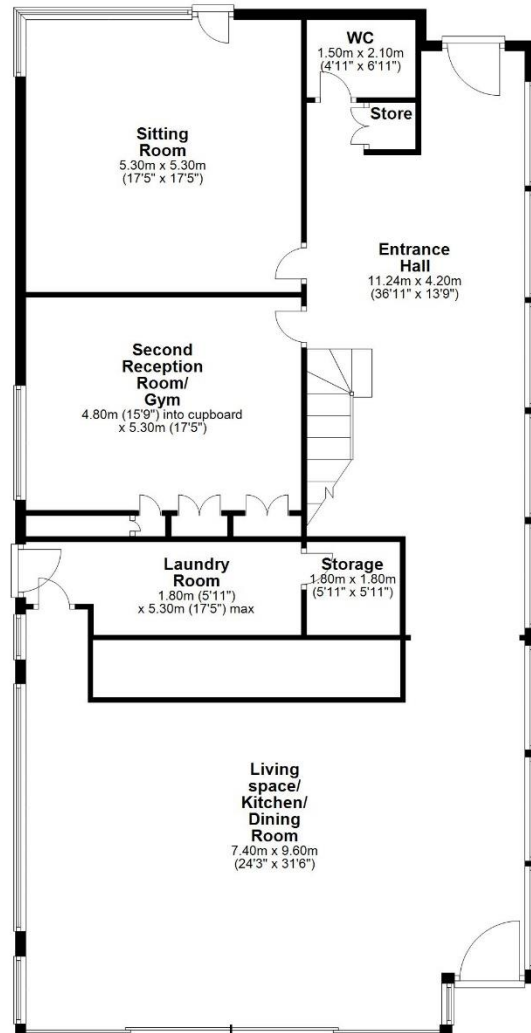 WC
1.50m x 2.10m
(4'11" x 6'11")
Store
Sitting
Room
5.30m x 5.30m
(17'5" x 17'5")
Entrance
Hall
11.24m x 4.20m
(36'11" x 13'9")
Second
Reception
Room/
Gym
4.80m (15'9") into cupboard
x 5.30m (17'5")
Laundry
Room
1.80m (5'11")
x 5.30m (17'5") max
Storage
1.80m x 1.80m
(5'11" x 5'11")
Living
space/
Kitchen/
Dining
Room
7.40m x 9.60m
(24'3" x 31'6")